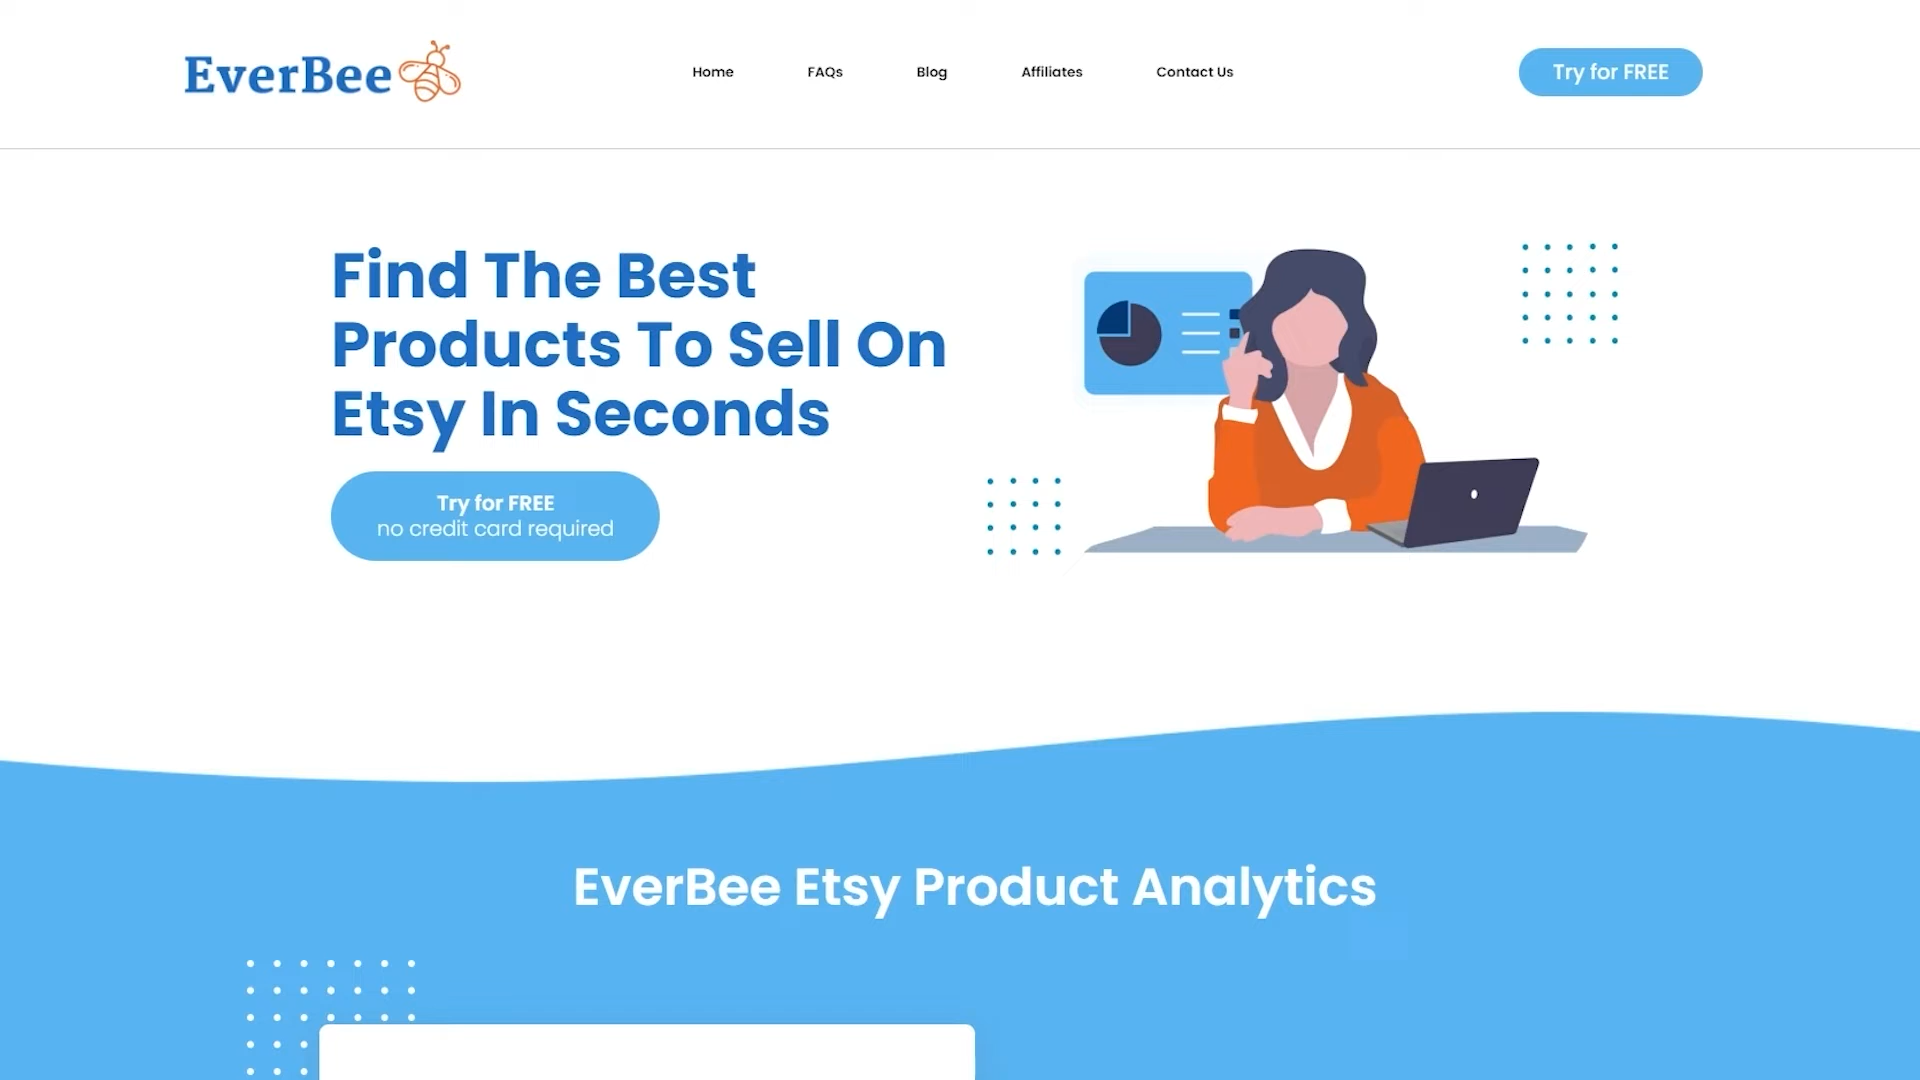 EverBee
Home
FAQs
Blog
Affiliates
Contact Us
Try for FREE
Find The Best
Products To Sell On
Etsy In Seconds
Try for FREE
no credit card required
EverBee Etsy Product Analytics